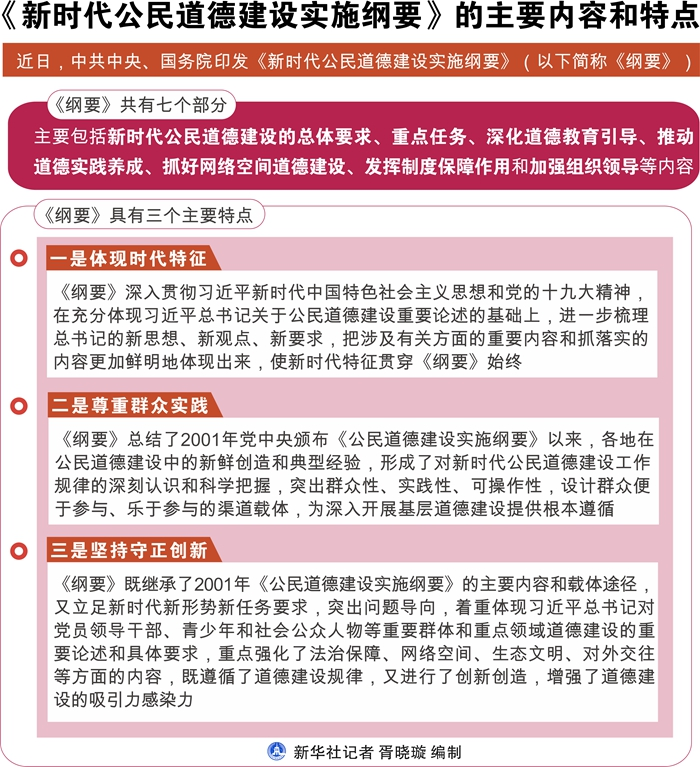 《新时代公民道德建设实施纲要》的主要内容和特点
近日，中共中央、国务院印发《新时代公民道德建设实施纲要》（以下简称《纲要》）
《纲要》共有七个部分
主要包括新时代公民道德建设的总体要求、重点任务、深化道德教育引导、推动
道德实践养成、抓好网络空间道德建设、发挥制度保障作用和加强组织领导等内容
《纲要》具有三个主要特点
一是体现时代特征
《纲要》深入贯彻习近平新时代中国特色社会主义思想和党的十九大精神，
在充分体现习近平总书记关于公民道德建设重要论述的基础上，进一步梳理
总书记的新思想、新观点、新要求，把涉及有关方面的重要内容和抓落实的
内容更加鲜明地体现出来，使新时代特征贯穿《纲要》始终
二是尊重群众实践
《纲要》总结了2001年党中央颁布《公民道德建设实施纲要》以来，各地在
公民道德建设中的新鲜创造和典型经验，形成了对新时代公民道德建设工作
规律的深刻认识和科学把握，突出群众性、实践性、可操作性，设计群众便
于参与、乐于参与的渠道载体，为深入开展基层道德建设提供根本遵循
三是坚持守正创新
《纲要》既继承了2001年《公民道德建设实施纲要》的主要内容和载体途径，
又立足新时代新形势新任务要求，突出问题导向，着重体现习近平总书记对
党员领导干部、青少年和社会公众人物等重要群体和重点领域道德建设的重
要论述和具体要求，重点强化了法治保障、网络空间、生态文明、对外交往
等方面的内容，既遵循了道德建设规律，又进行了创新创造，增强了道德建
设的吸引力感染力
新华社记者 胥晓璇 编制